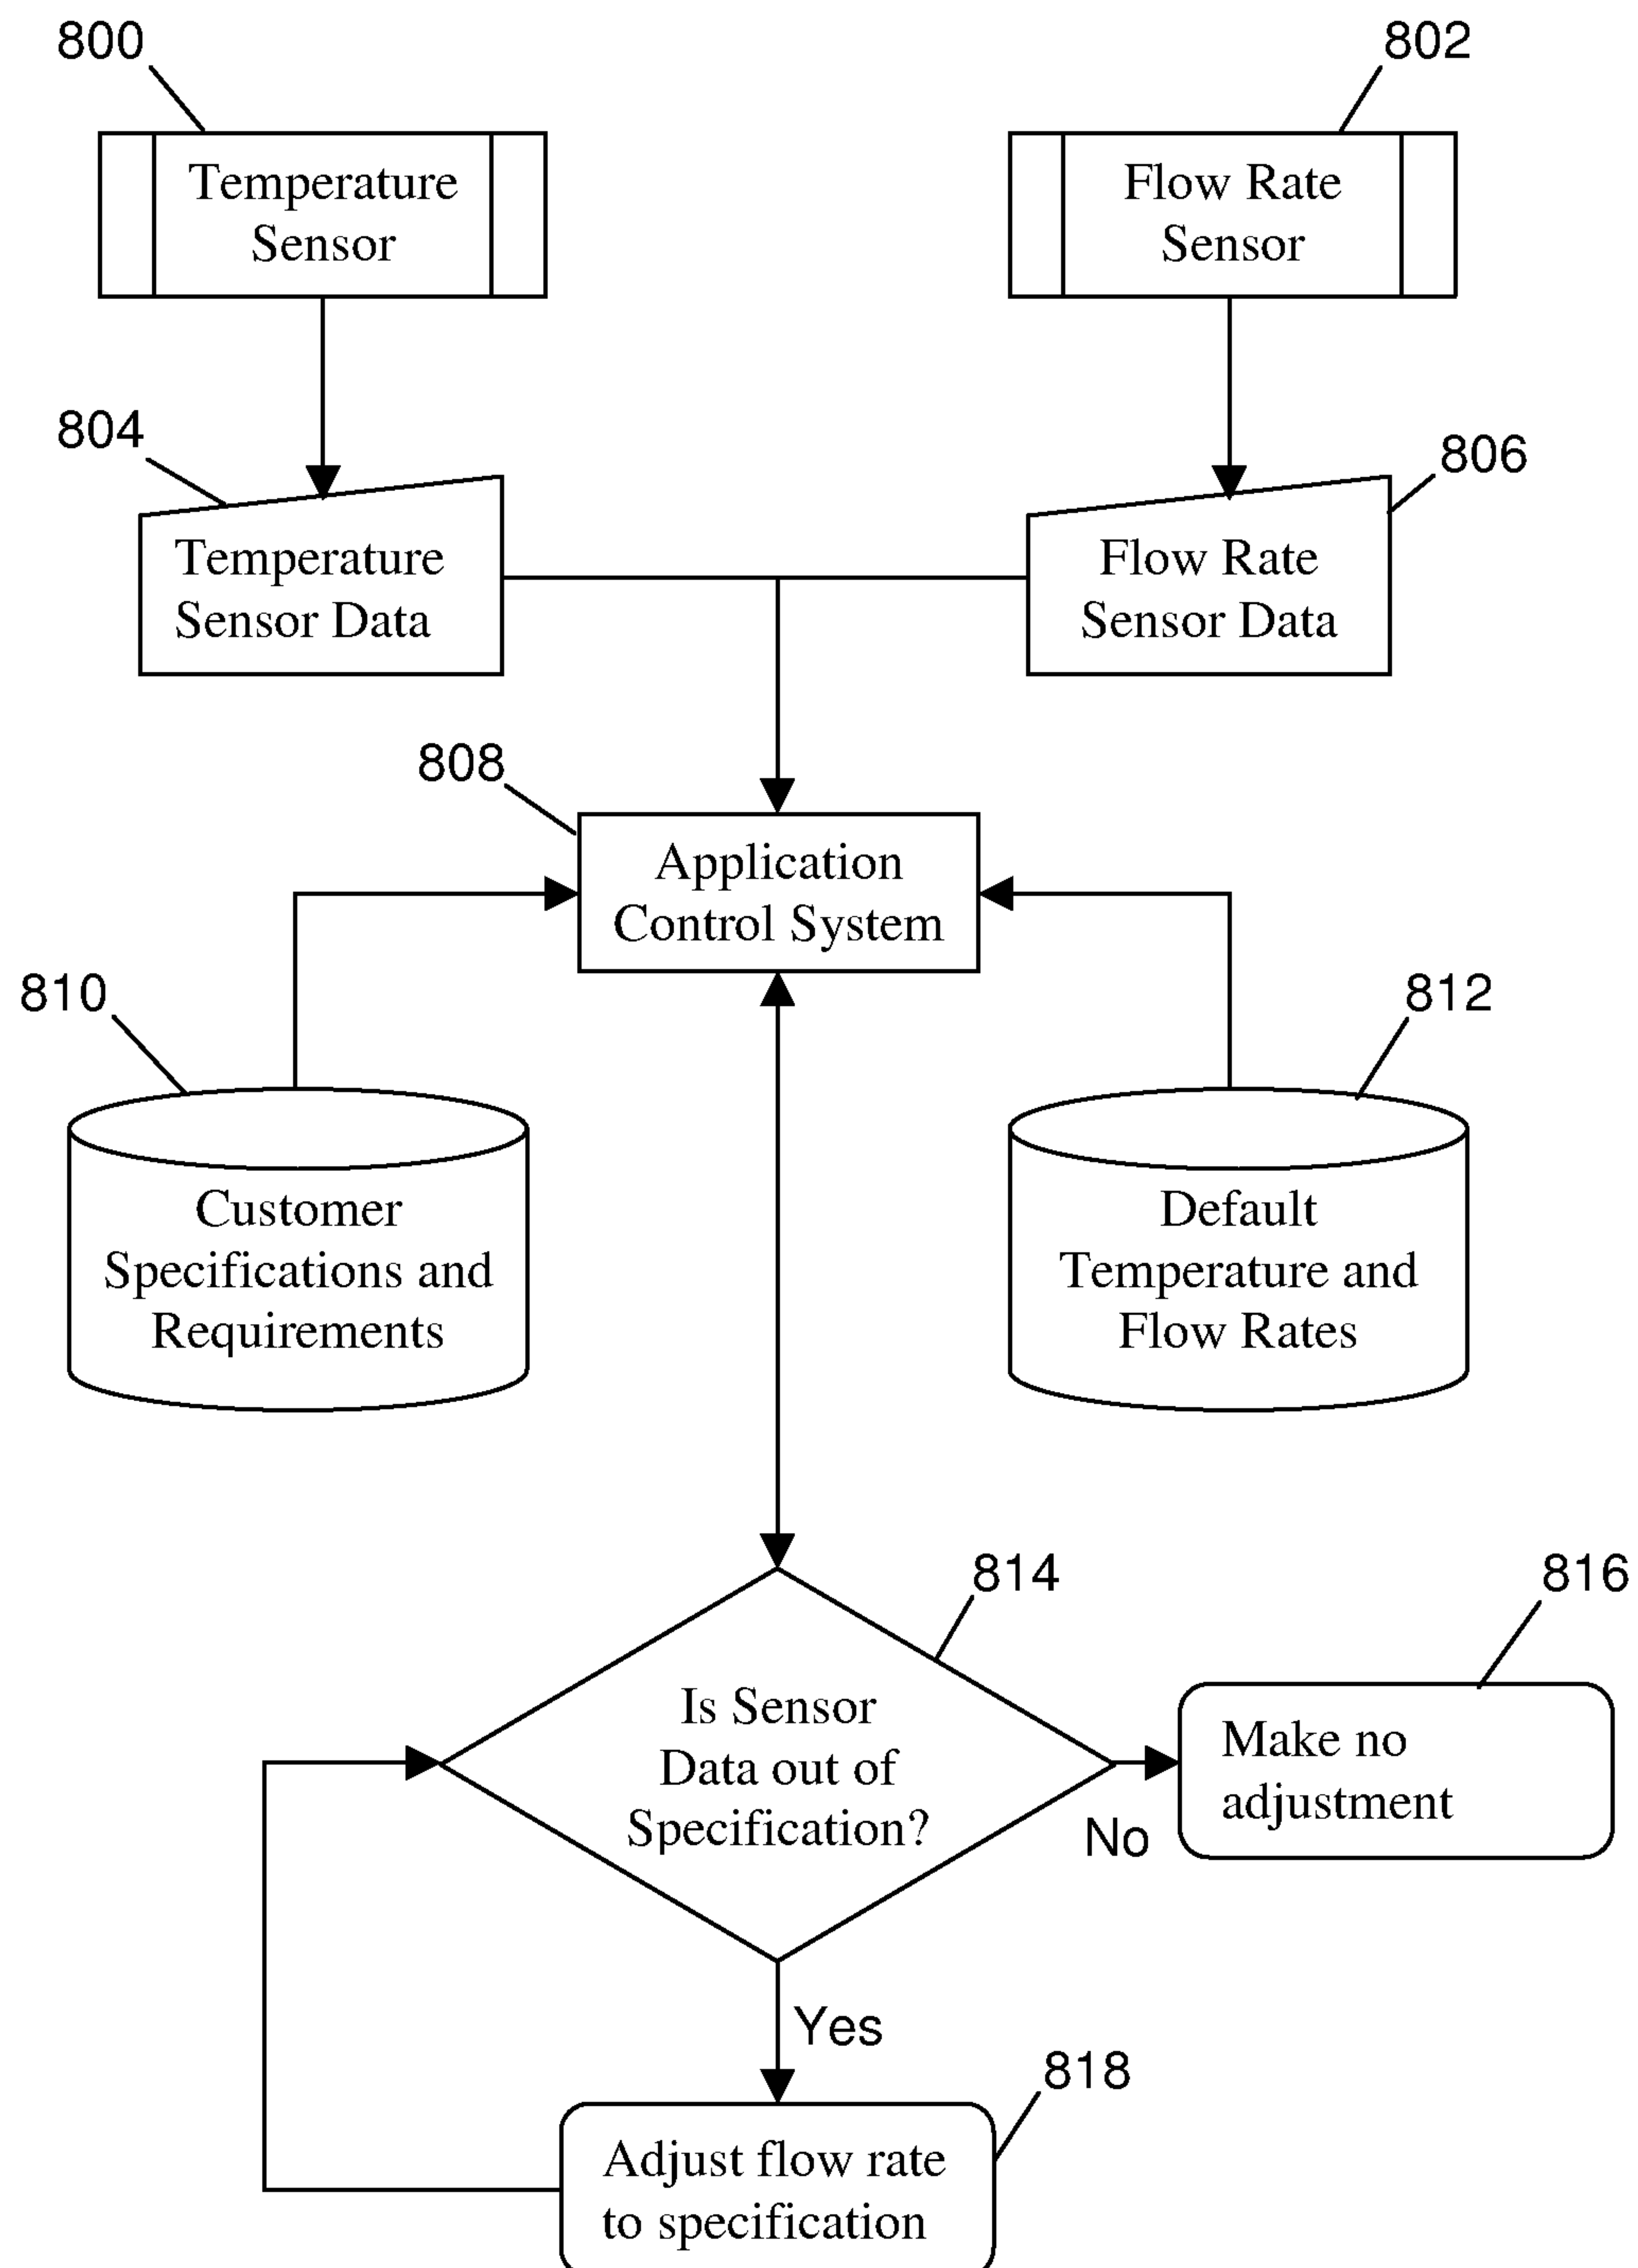 800
802
Temperature
Sensor
Flow Rate
Sensor
804
806
Temperature
Sensor Data
Flow Rate
Sensor Data
808
Application
Control System
810
812
Customer
Specifications and
Requirements
Default
Temperature and
Flow Rates
814
816
Is Sensor
Data out of
Specification?
Make no
adjustment
No
Yes
818
Adjust flow rate
to specification